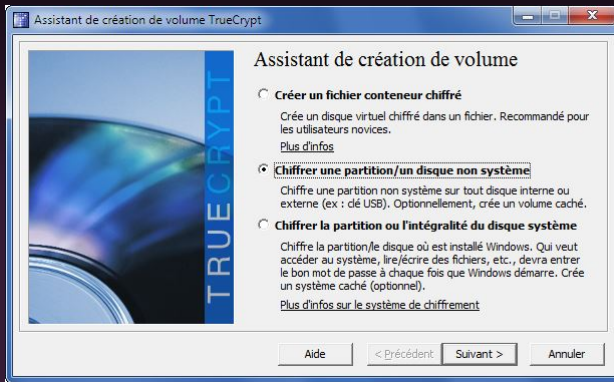 Assistant de création de volume TrueCrypt
TRUECRYPT
Assistant de création de volume
Créer un fichier conteneur chiffré
Crée un disque virtuel chiffré dans un fichier. Recommandé pour
les utilisateurs novices.
Plus d'infos
Chiffrer une partition/un disque non système
Chiffre une partition non système sur tout disque interne ou
externe (ex : clé USB). Optionnellement, crée un volume caché.
Chiffrer la partition ou l'intégralité du disque système
Chiffre la partition/le disque où est installé Windows. Qui veut
accéder au système, lire/écrire des fichiers, etc., devra entrer
le bon mot de passe à chaque fois que Windows démarre. Crée
un système caché (optionnel).
Plus d'infos sur le système de chiffrement
Aide
< Précédent
Suivant >
Annuler